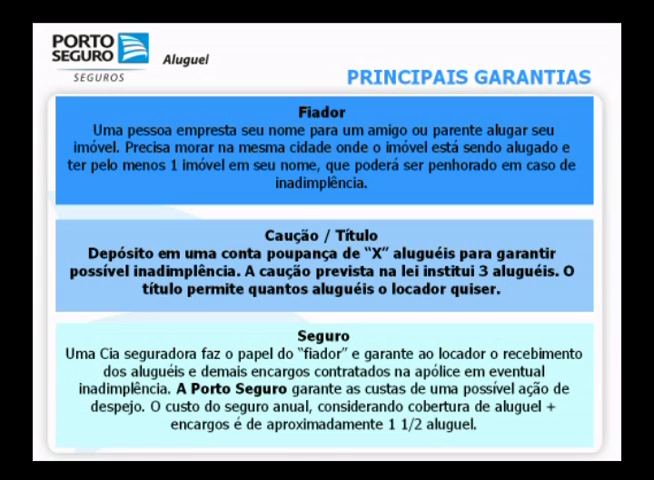 PORTO
SEGURO
SEGUROS
Aluguel
PRINCIPAIS GARANTIAS
Fiador
Uma pessoa empresta seu nome para um amigo ou parente alugar seu
imóvel. Precisa morar na mesma cidade onde o imóvel está sendo alugado e
ter pelo menos 1 imóvel em seu nome, que poderá ser penhorado em caso de
inadimplência.
Caução / Título
Depósito em uma conta poupança de "X" aluguéis para garantir
possível inadimplência. A caução prevista na lei institui 3 aluguéis. O
título permite quantos aluguéis o locador quiser.
Seguro
Uma Cia seguradora faz o papel do "fiador" e garante ao locador o recebimento
dos aluguéis e demais encargos contratados na apólice em eventual
inadimplência. A Porto Seguro garante as custas de uma possível ação de
despejo. O custo do seguro anual, considerando cobertura de aluguel +
encargos é de aproximadamente 1 1/2 aluguel.